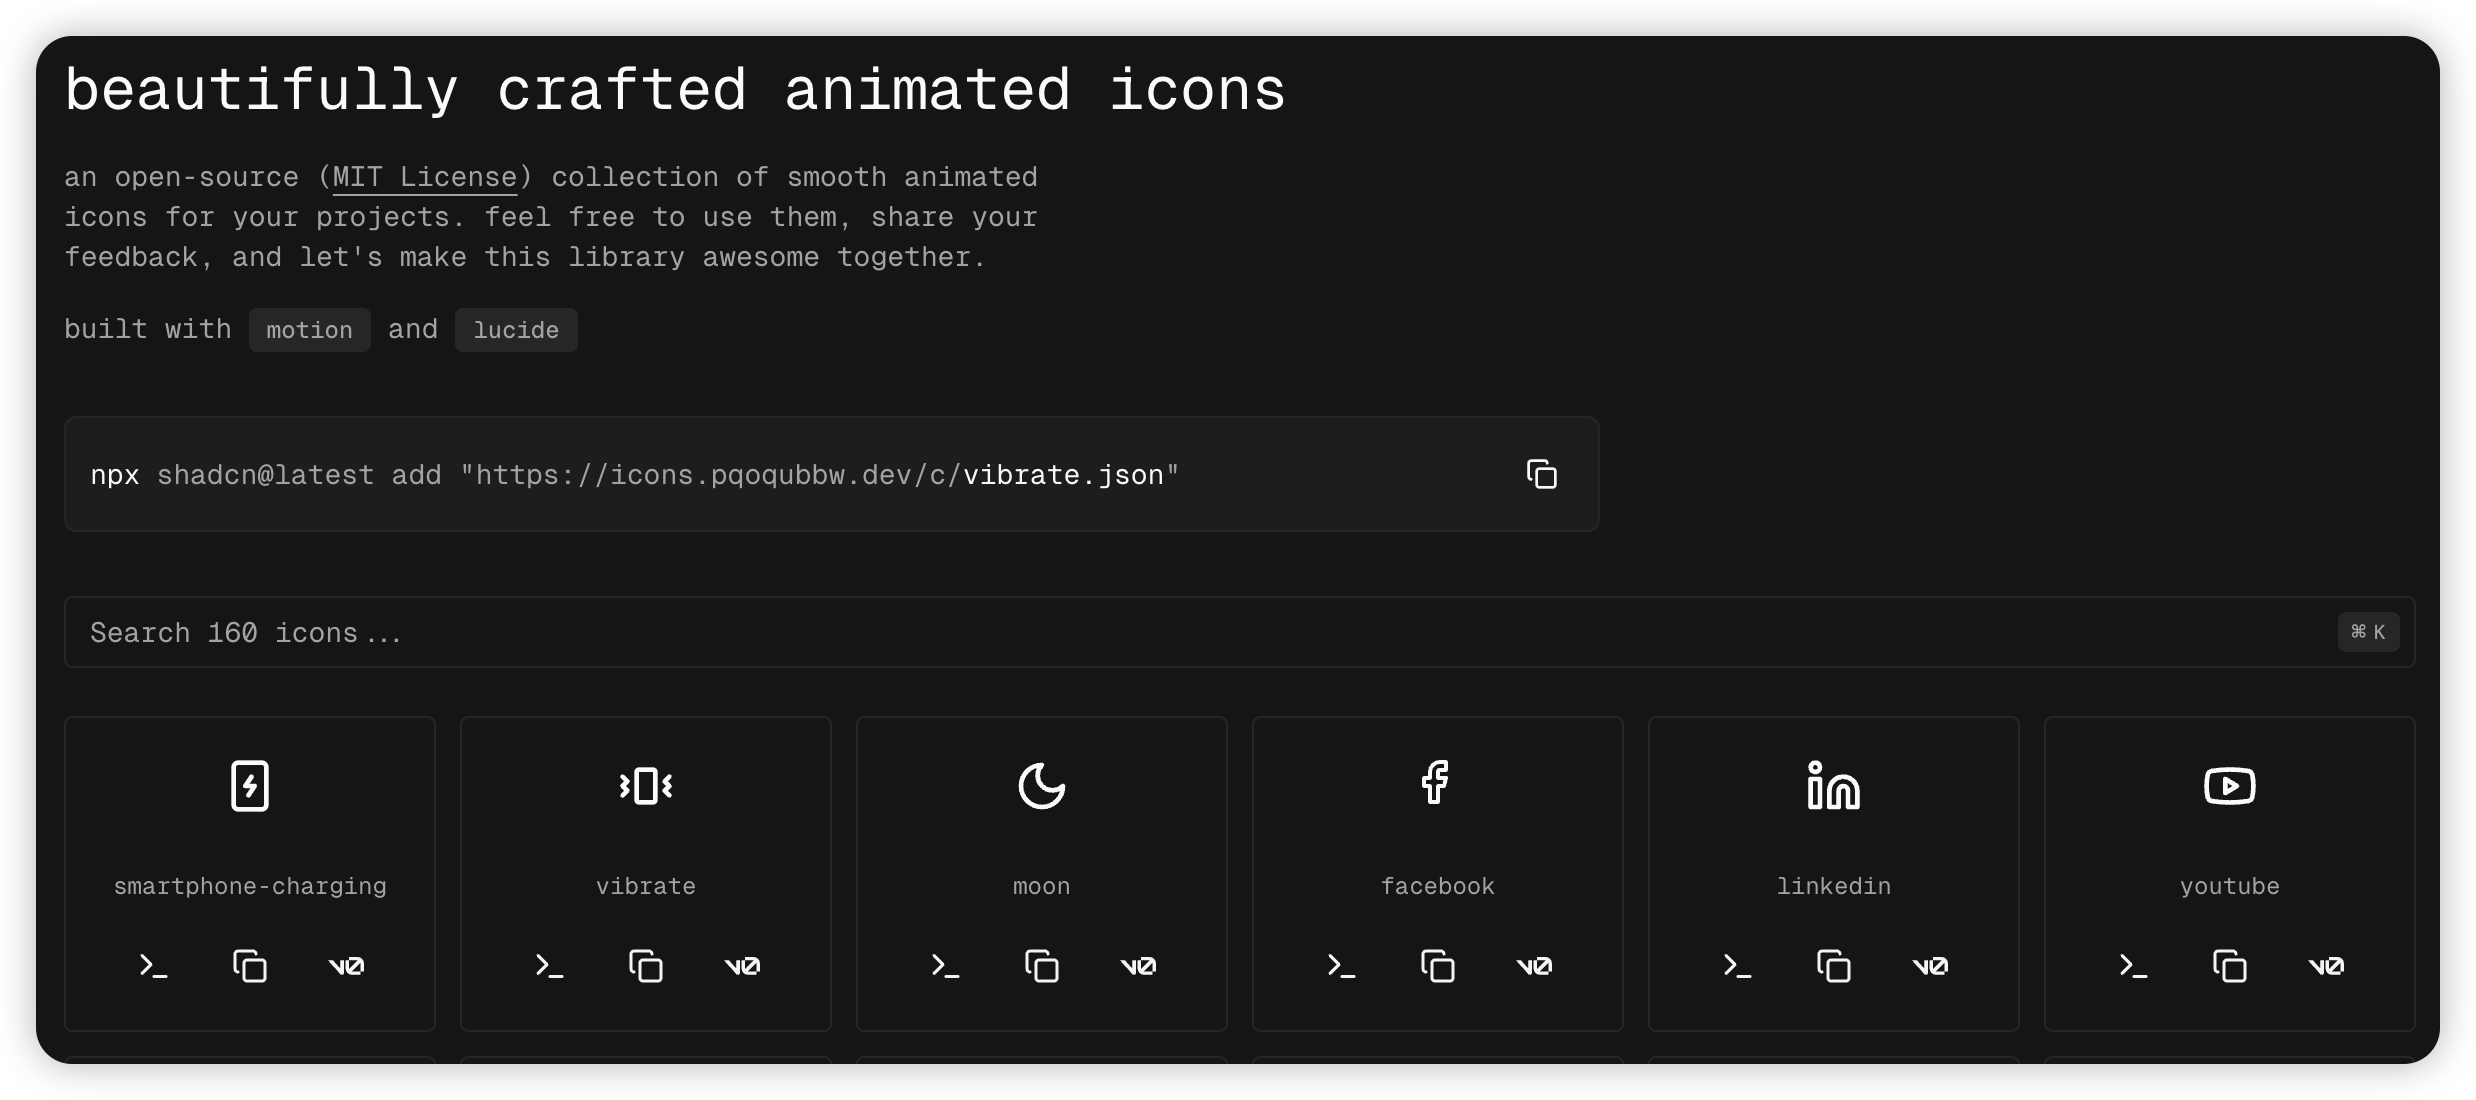 beautifully crafted animated icons
an open-source (MIT License) collection of smooth animated
icons for your projects. feel free to use them, share your
feedback, and let's make this library awesome together.
built with motion and lucide
npx shadcn@latest add "https://icons.pqoqubbw.dev/c/vibrate.json"
Search 160 icons... ⌘ K
smartphone-charging vibrate moon facebook linkedin youtube
v0 v0 v0 v0 v0 v0